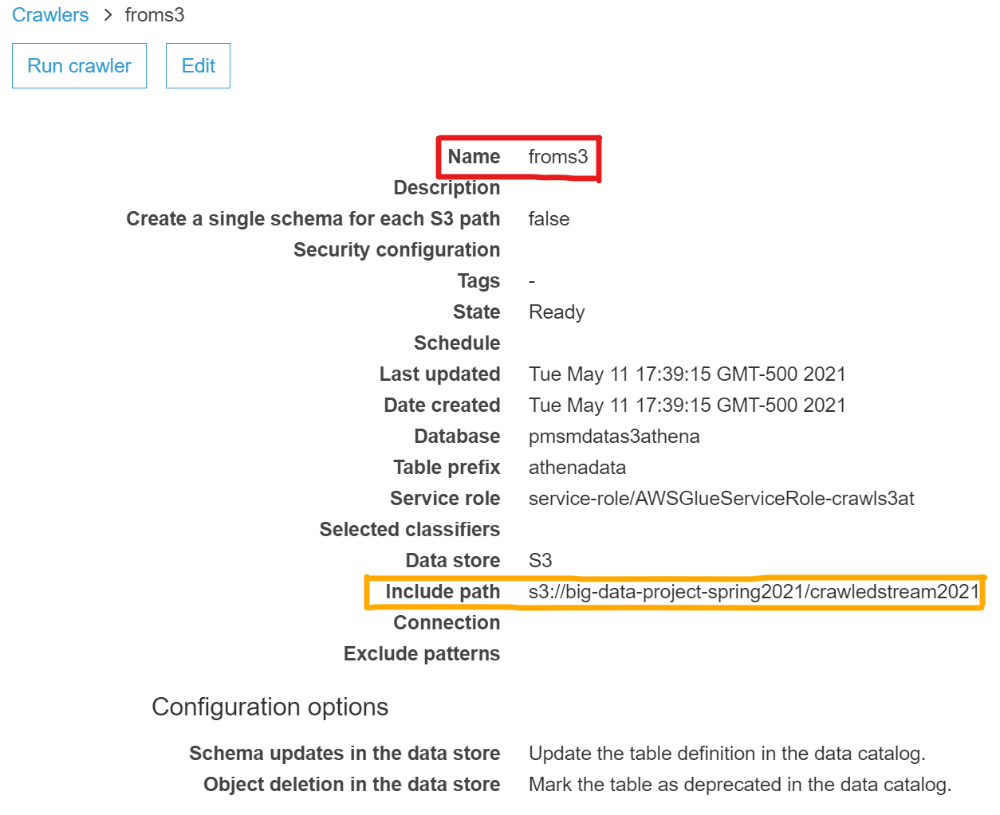 Crawlers > froms3
Run crawler Edit
Name froms3
Description
Create a single schema for each S3 path false
Security configuration
Tags -
State Ready
Schedule
Last updated Tue May 11 17:39:15 GMT-500 2021
Date created Tue May 11 17:39:15 GMT-500 2021
Database pmsmdatas3athena
Table prefix athenadata
Service role service-role/AWSGlueServiceRole-crawls3at
Selected classifiers
Data store S3
Include path s3://big-data-project-spring2021/crawledstream2021
Connection
Exclude patterns
Configuration options
Schema updates in the data store Update the table definition in the data catalog.
Object deletion in the data store Mark the table as deprecated in the data catalog.